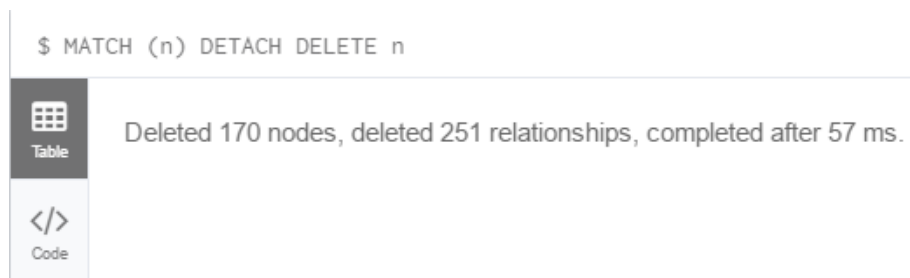 $ MATCH (n) DETACH DELETE n
Deleted 170 nodes, deleted 251 relationships, completed after 57 ms.
Table
</>
Code